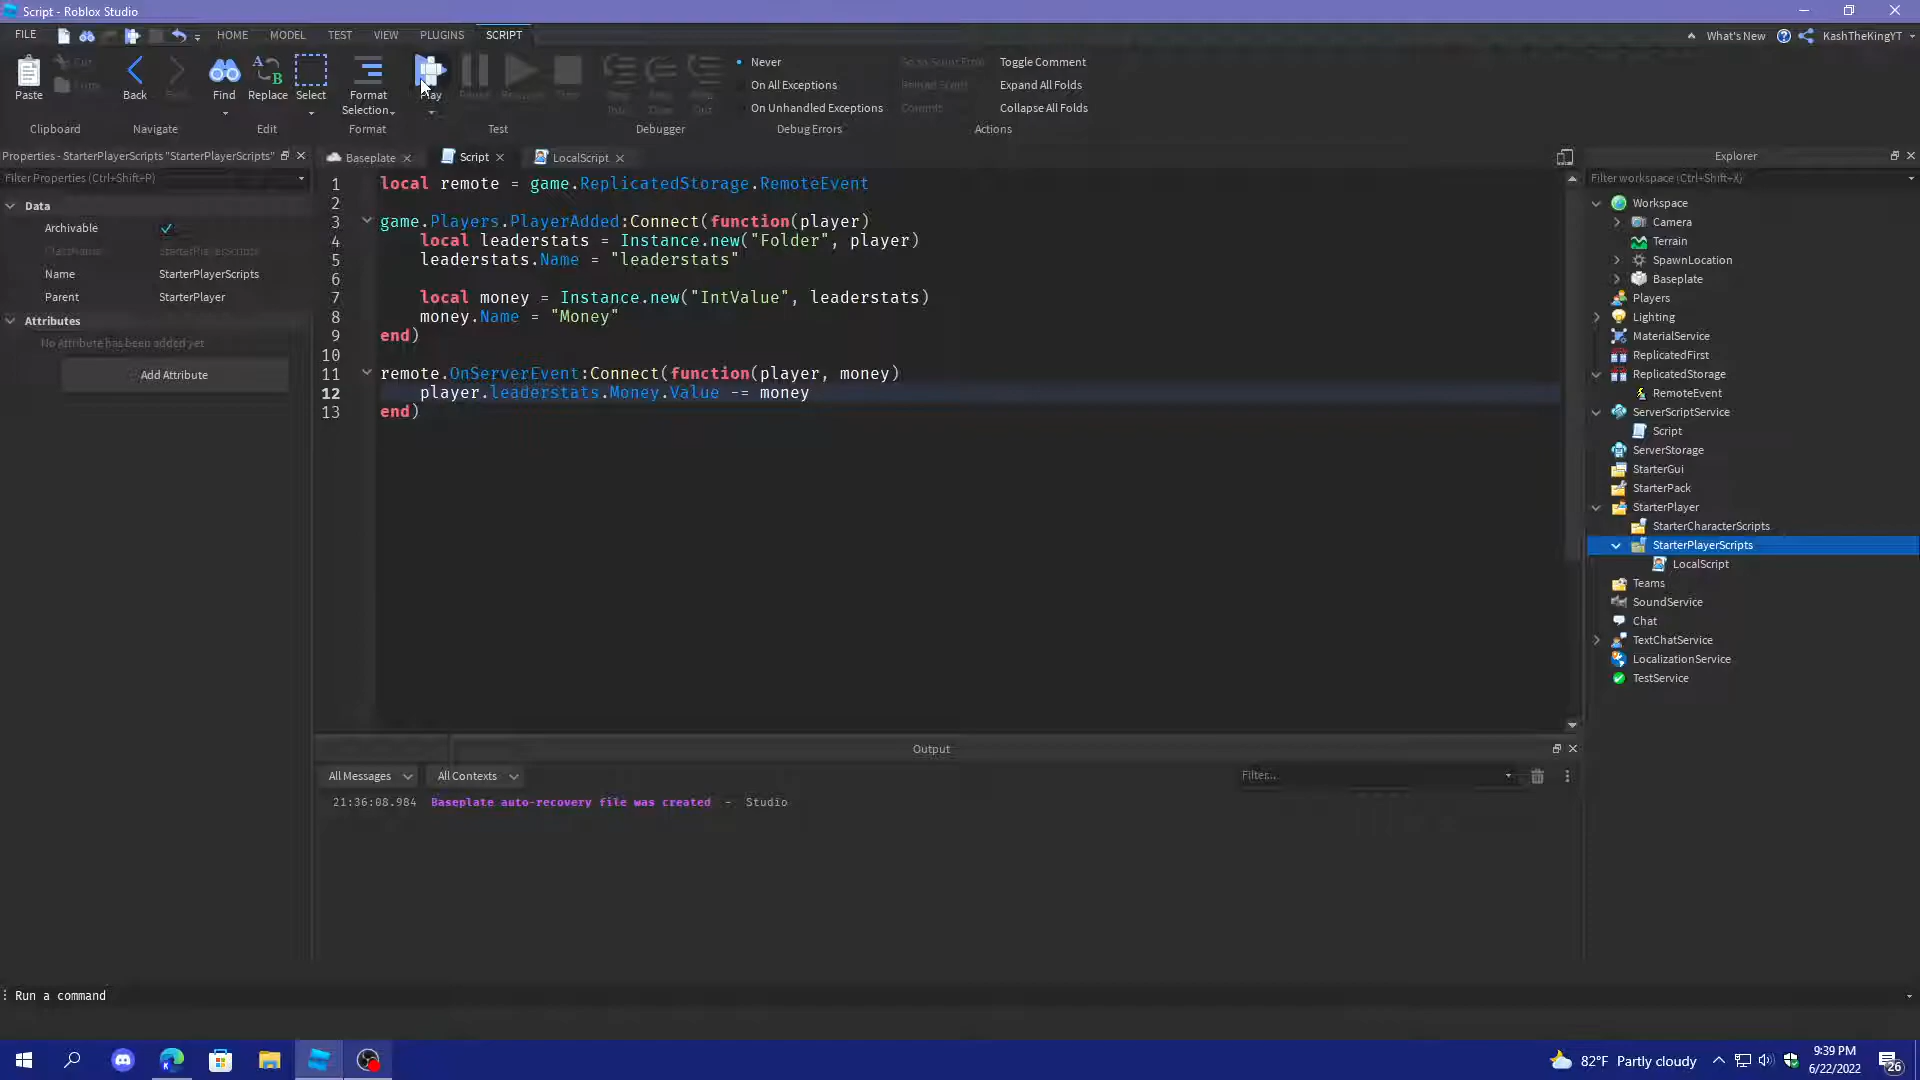 Script - Roblox Studio
FILE HOME MODEL TEST VIEW PLUGINS SCRIPT What's New KashTheKingYT
Paste Cut Back Find Replace Select Format Selection Play Never Toggle Comment
On All Exceptions Expand All Folds
On Unhandled Exceptions Commit Collapse All Folds
Clipboard Navigate Edit Format Test Debugger Debug Errors Actions
Properties - StarterPlayerScripts "StarterPlayerScripts"
Filter Properties (Ctrl+Shift+P)
Data
Archivable
ClassName StarterPlayerScripts
Name StarterPlayerScripts
Parent StarterPlayer
Attributes
No Attribute has been added yet
Add Attribute
Baseplate Script LocalScript
1 local remote = game.ReplicatedStorage.RemoteEvent
2
3 game.Players.PlayerAdded:Connect(function(player)
4 local leaderstats = Instance.new("Folder", player)
5 leaderstats.Name = "leaderstats"
6
7 local money = Instance.new("IntValue", leaderstats)
8 money.Name = "Money"
9 end)
10
11 remote.OnServerEvent:Connect(function(player, money)
12 player.leaderstats.Money.Value -= money
13 end)
Output
All Messages All Contexts Filter...
21:36:08.984 Baseplate auto-recovery file was created - Studio
Run a command
Explorer
Filter workspace (Ctrl+Shift+X)
Workspace
Camera
Terrain
SpawnLocation
Baseplate
Players
Lighting
MaterialService
ReplicatedFirst
ReplicatedStorage
RemoteEvent
ServerScriptService
Script
ServerStorage
StarterGui
StarterPack
StarterPlayer
StarterCharacterScripts
StarterPlayerScripts
LocalScript
Teams
SoundService
Chat
TextChatService
LocalizationService
TestService
82°F Partly cloudy
9:39 PM
6/22/2022
26